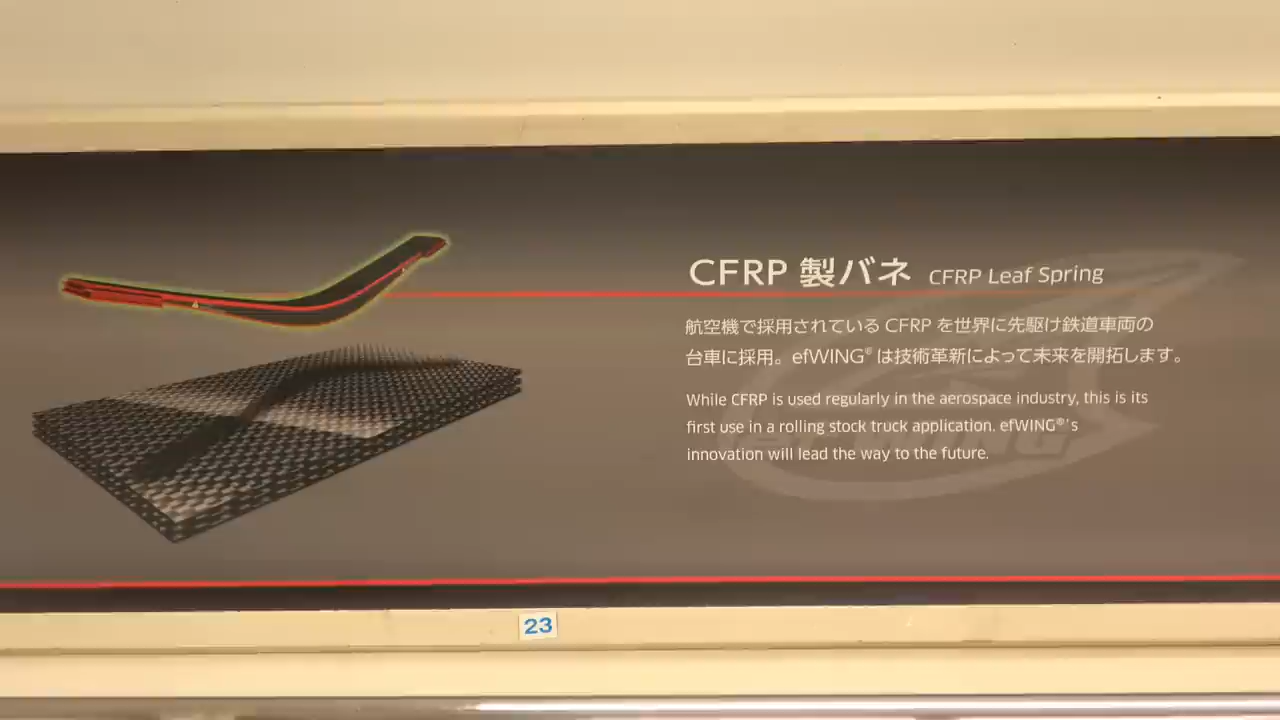 CFRP 製バネ CFRP Leaf Spring
航空機で採用されている CFRP を世界に先駆け鉄道車両の
台車に採用。efWING® は技術革新によって未来を開拓します。
While CFRP is used regularly in the aerospace industry, this is its
first use in a rolling stock truck application. efWING®'s
innovation will lead the way to the future.
efWING
23